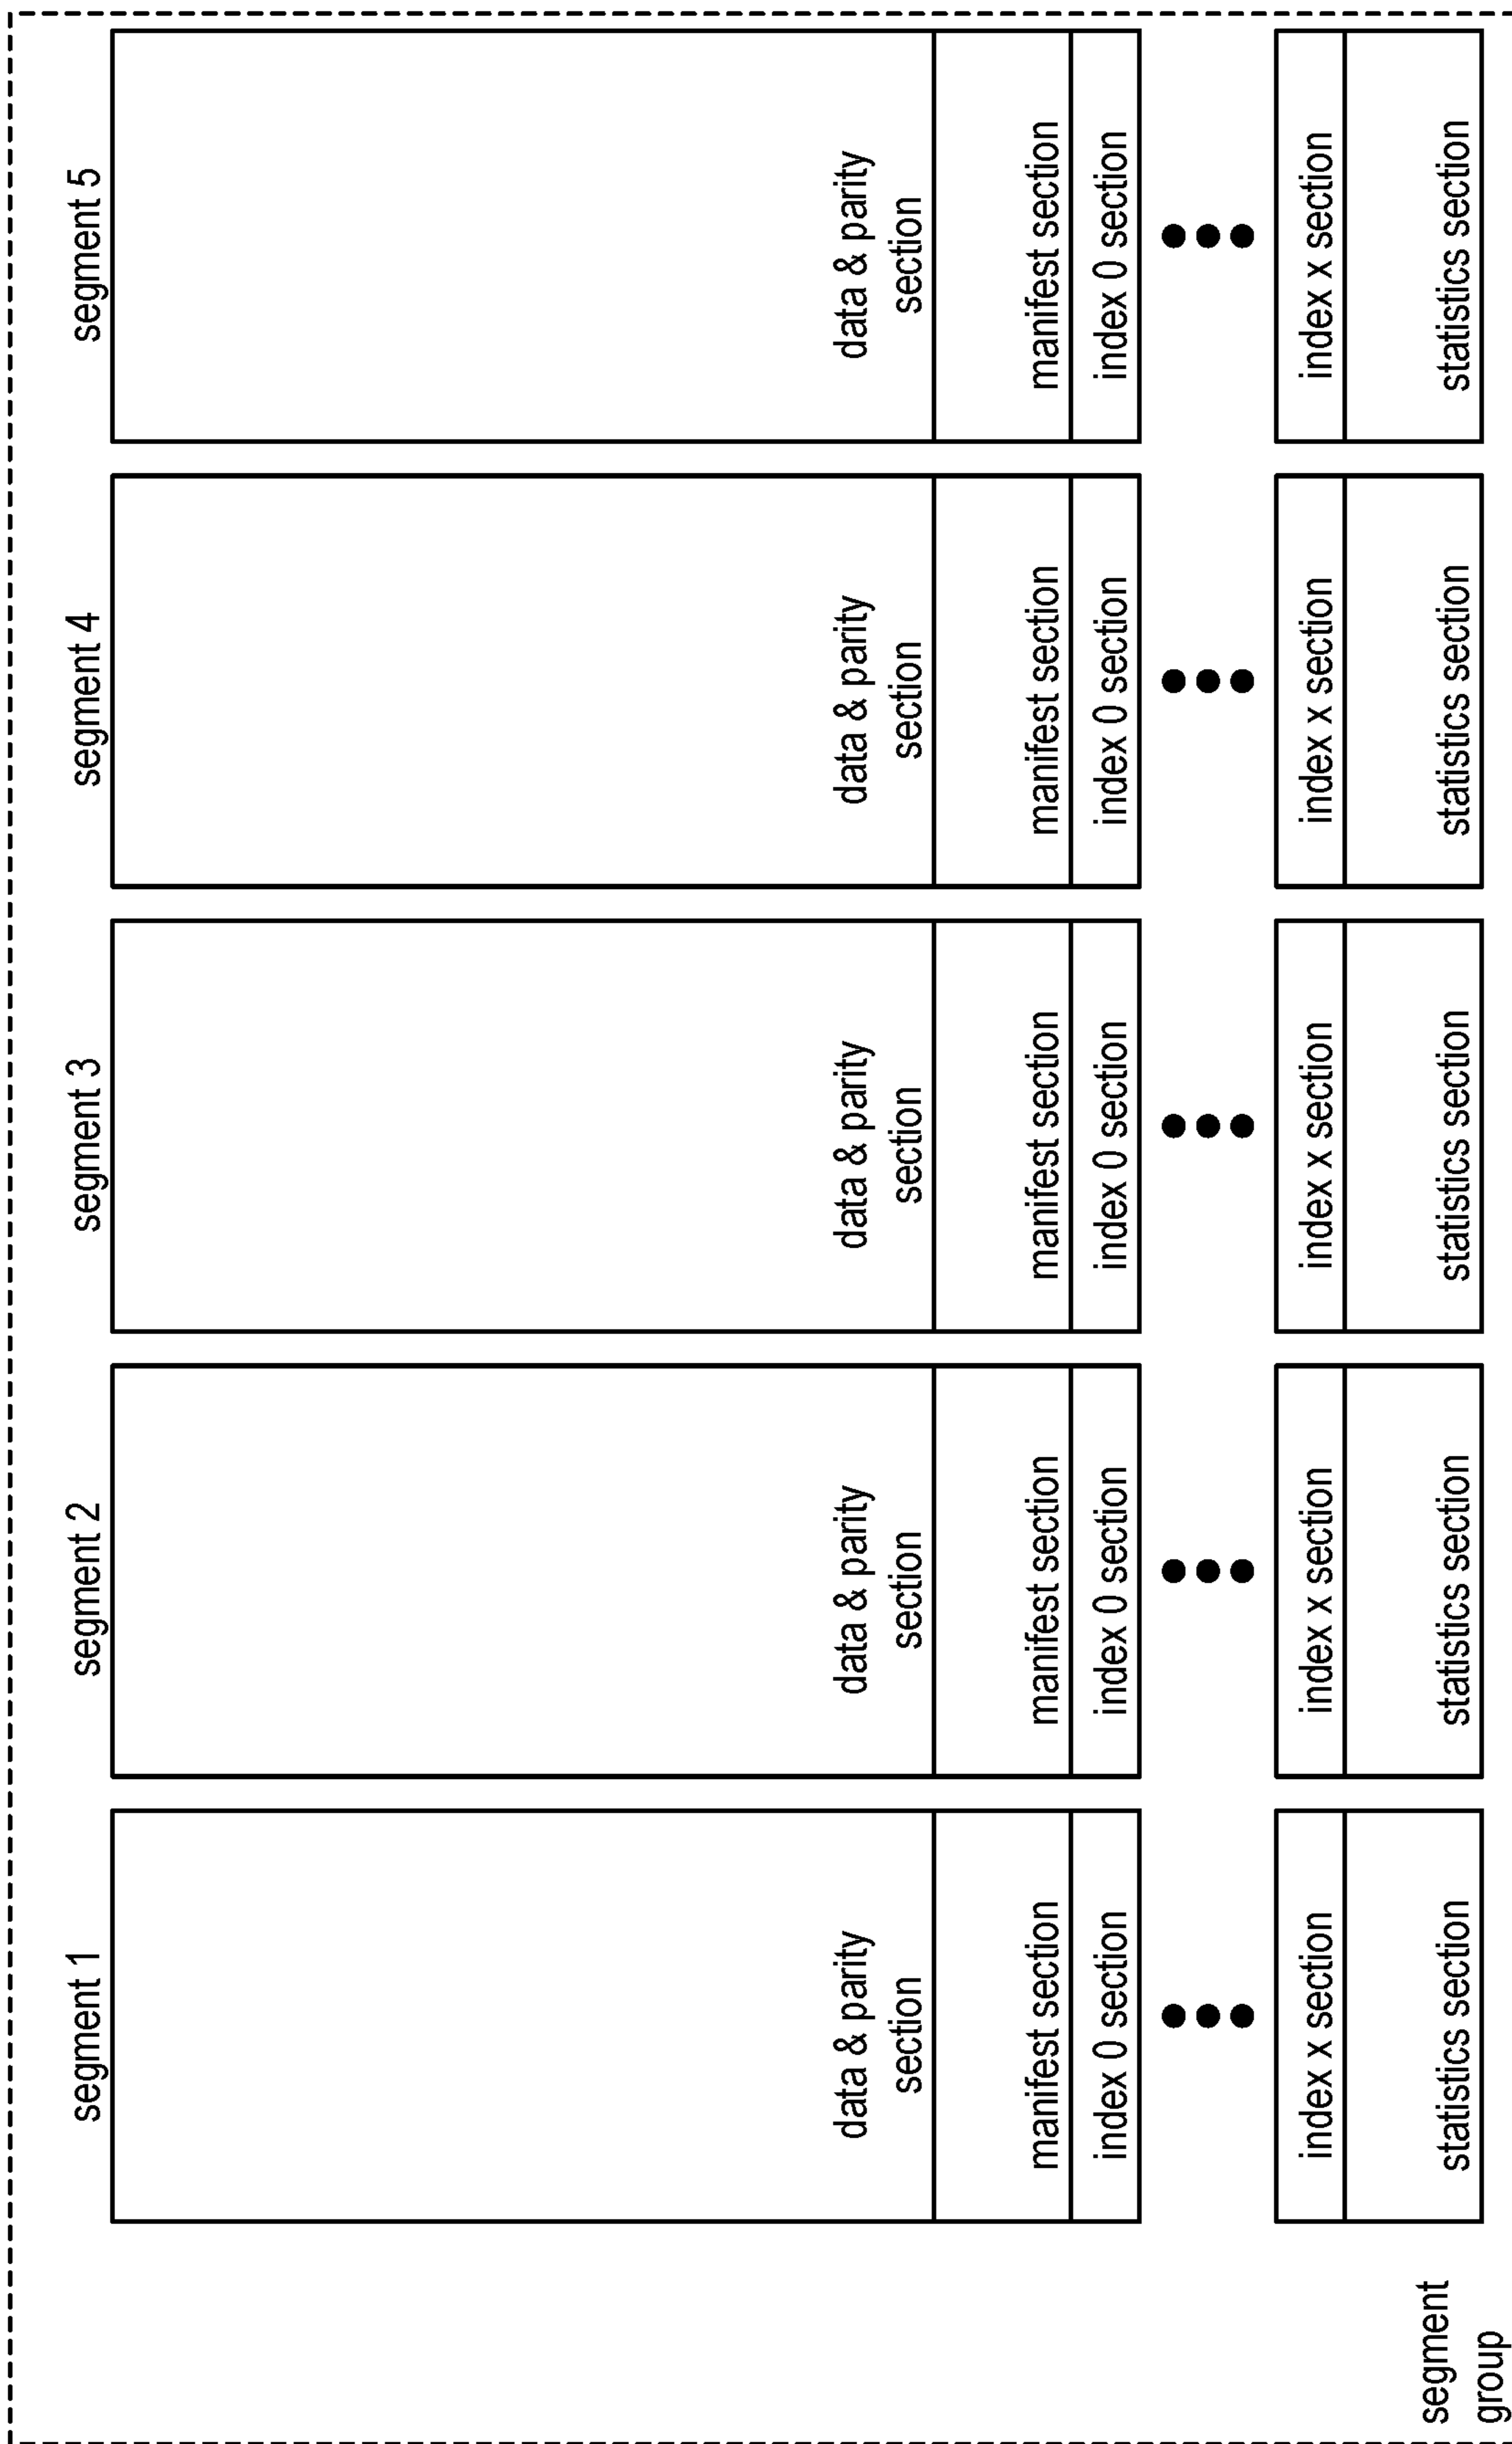 segment 1
data & parity
section
manifest section
index 0 section
index x section
statistics section
segment 2
data & parity
section
manifest section
index 0 section
index x section
statistics section
segment 3
data & parity
section
manifest section
index 0 section
index x section
statistics section
segment 4
data & parity
section
manifest section
index 0 section
index x section
statistics section
segment 5
data & parity
section
manifest section
index 0 section
index x section
statistics section
segment
group